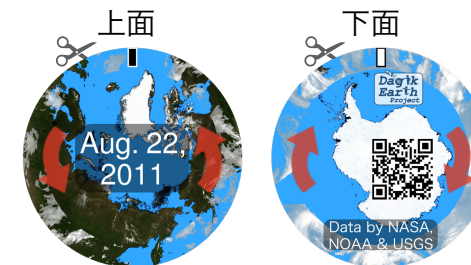 上面
下面
Aug. 22,
2011
Dagik
Earth
Project
Data by NASA,
NOAA & USGS